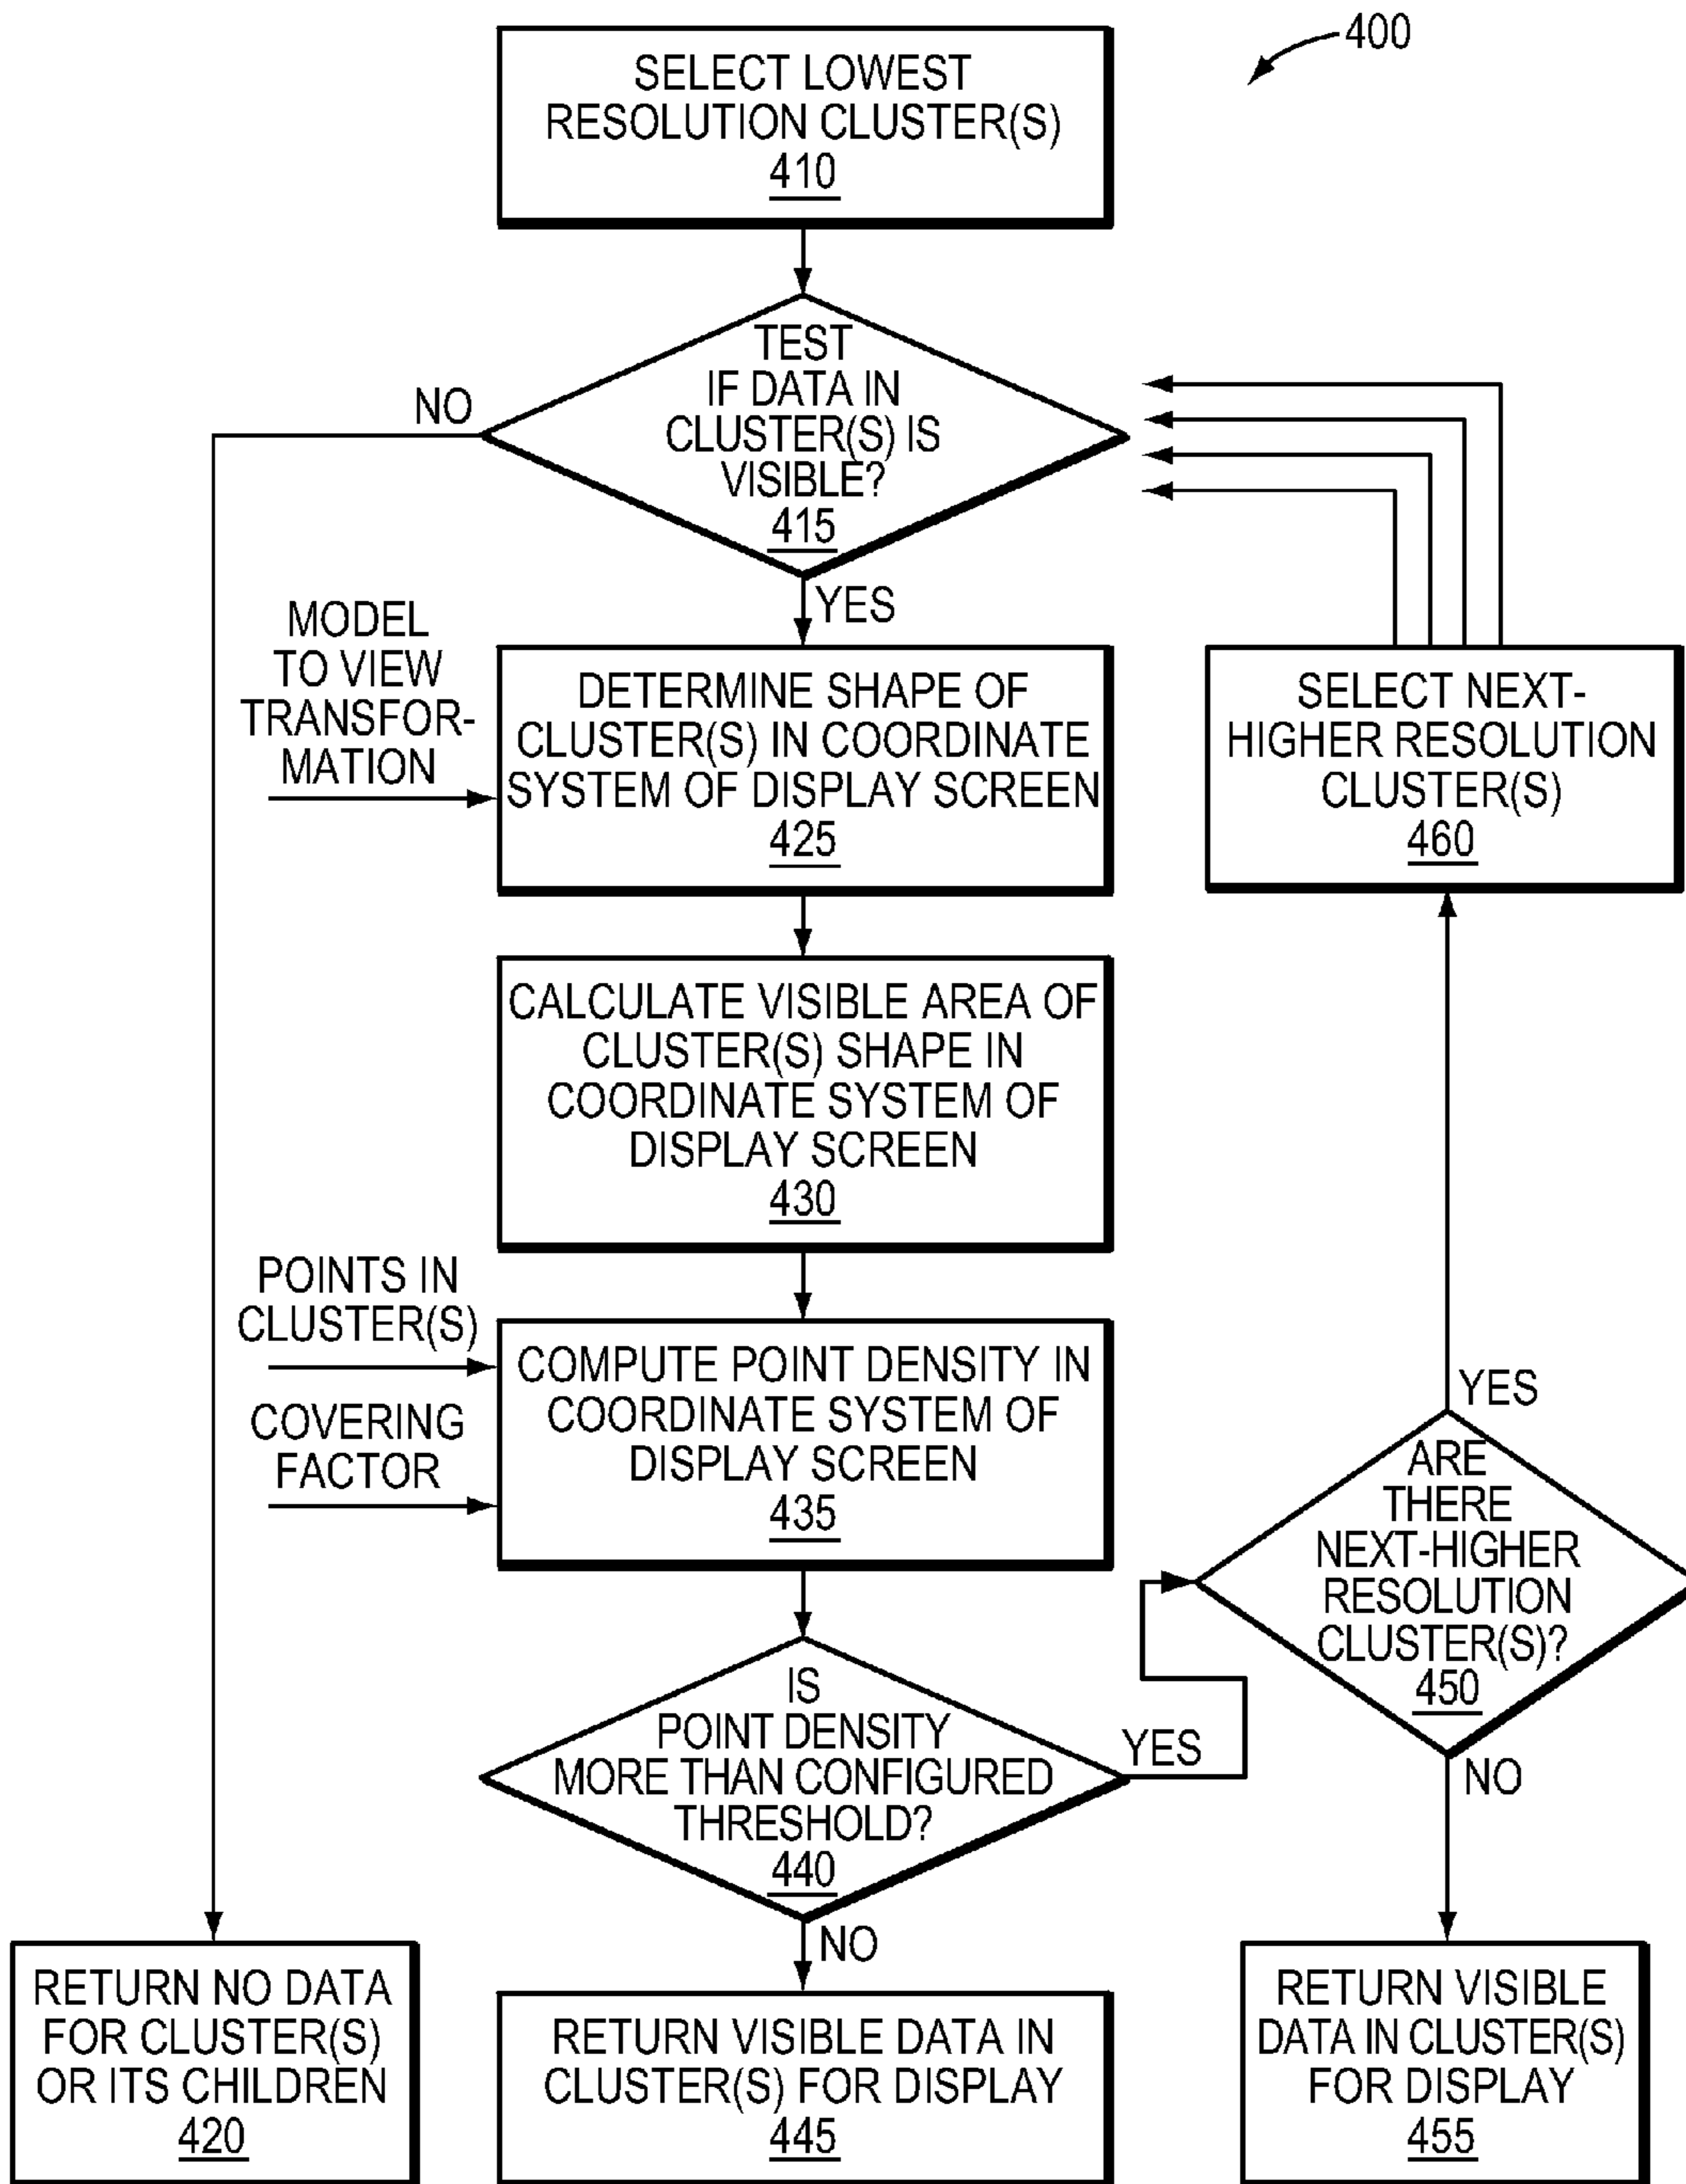 400
SELECT LOWEST
RESOLUTION CLUSTER(S)
410
TEST
IF DATA IN
CLUSTER(S) IS
VISIBLE?
415
NO
YES
MODEL
TO VIEW
TRANSFOR-
MATION
DETERMINE SHAPE OF
CLUSTER(S) IN COORDINATE
SYSTEM OF DISPLAY SCREEN
425
SELECT NEXT-
HIGHER RESOLUTION
CLUSTER(S)
460
CALCULATE VISIBLE AREA OF
CLUSTER(S) SHAPE IN
COORDINATE SYSTEM OF
DISPLAY SCREEN
430
POINTS IN
CLUSTER(S)
COVERING
FACTOR
COMPUTE POINT DENSITY IN
COORDINATE SYSTEM OF
DISPLAY SCREEN
435
YES
ARE
THERE
NEXT-HIGHER
RESOLUTION
CLUSTER(S)?
450
NO
IS
POINT DENSITY
MORE THAN CONFIGURED
THRESHOLD?
440
YES
NO
RETURN NO DATA
FOR CLUSTER(S)
OR ITS CHILDREN
420
RETURN VISIBLE DATA IN
CLUSTER(S) FOR DISPLAY
445
RETURN VISIBLE
DATA IN CLUSTER(S)
FOR DISPLAY
455